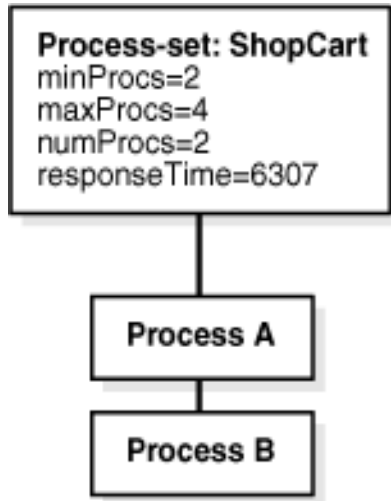 Process-set: ShopCart
minProcs=2
maxProcs=4
numProcs=2
responseTime=6307
Process A
Process B